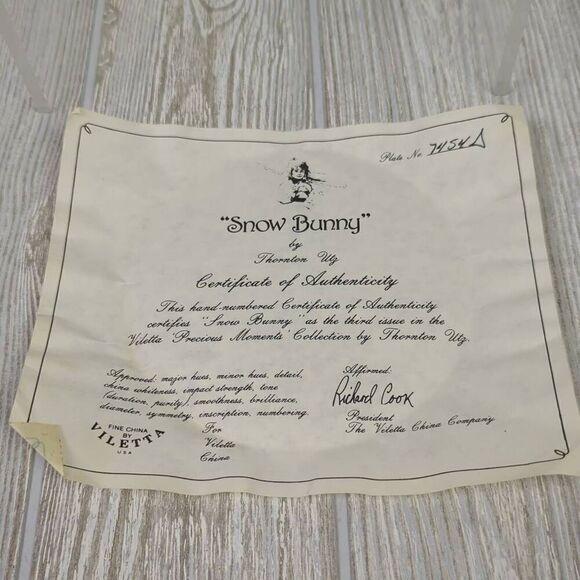 Plate No. 7454
"Snow Bunny"
by
Thornton Utz
Certificate of Authenticity
This hand-numbered Certificate of Authenticity
certifies "Snow Bunny" as the third issue in the
Viletta 'Precious Moments' Collection by Thornton Utz.
Approved: major hues, minor hues, detail,
china whiteness, impact strength, tone
(duration, purity), smoothness, brilliance,
diameter, symmetry, inscription, numbering.
For
Viletta
China
FINE CHINA
BY
VILETTA
USA
Affirmed:
Richard Cook
President
The Viletta China Company